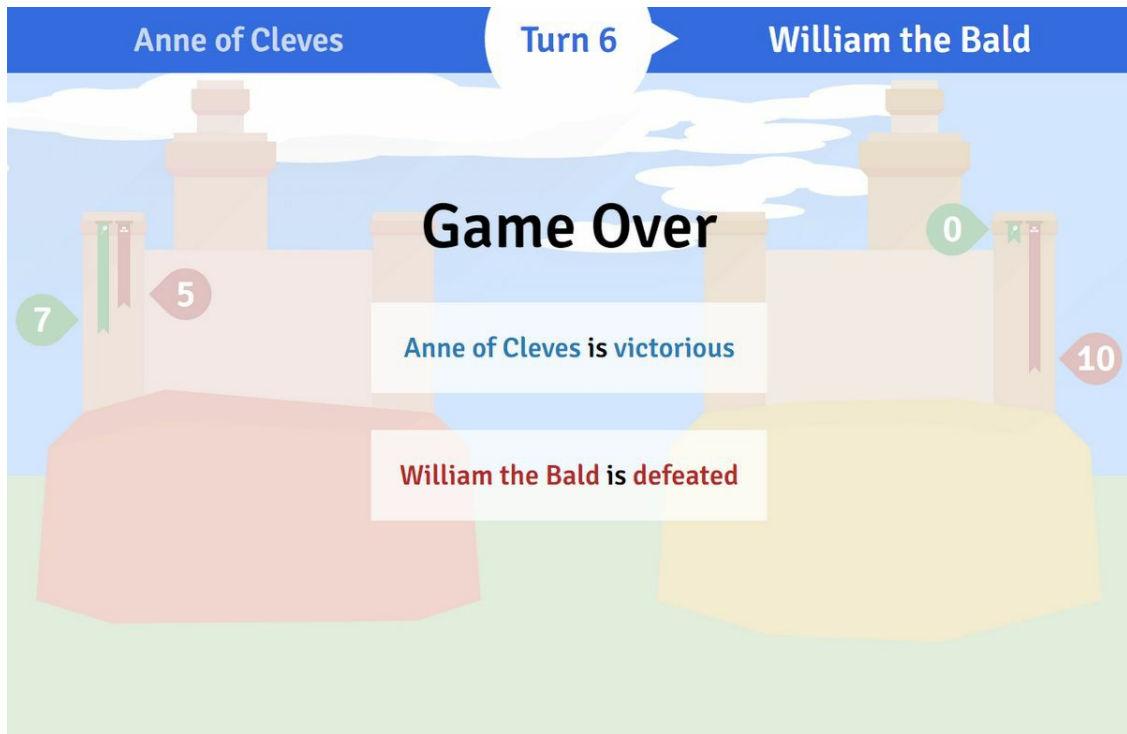 Anne of Cleves
Turn 6
William the Bald
Game Over
0
5
7
Anne of Cleves is victorious
10
William the Bald is defeated